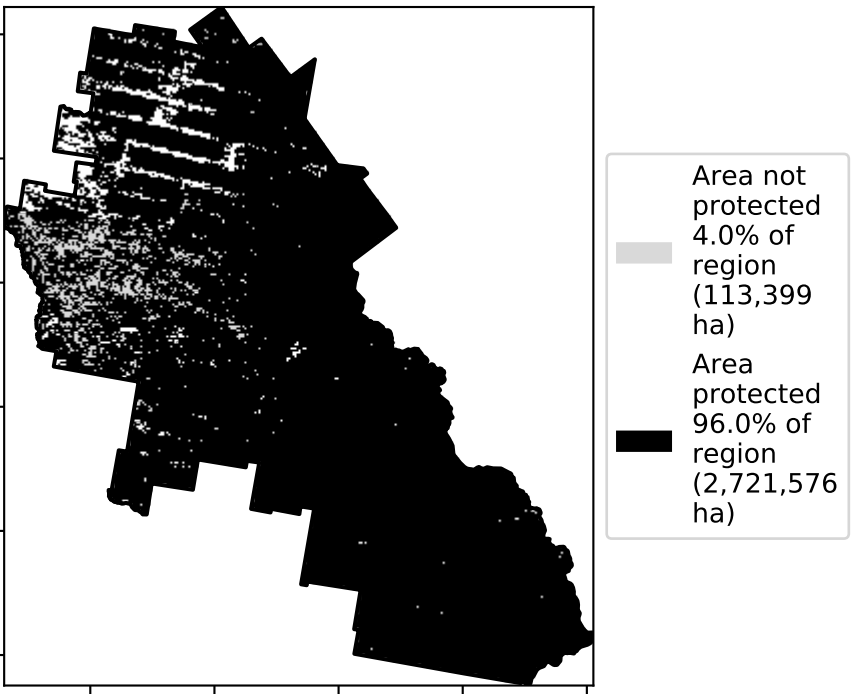 Area not
protected
4.0% of
region
(113,399
ha)
Area
protected
96.0% of
region
(2,721,576
ha)